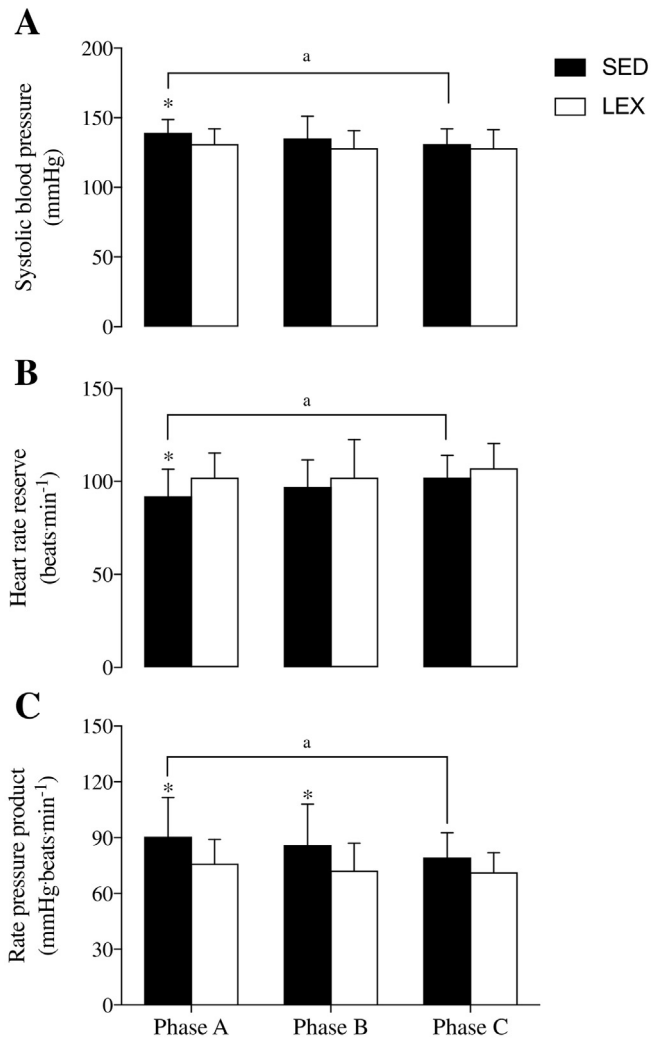 A
Systolic blood pressure
(mmHg)
200
150
100
50
0
a
*
SED
LEX
B
Heart rate reserve
(beats·min⁻¹)
150
100
50
0
a
*
C
Rate pressure product
(mmHg·beats·min⁻¹)
150
120
90
60
30
0
a
*
*
Phase A Phase B Phase C